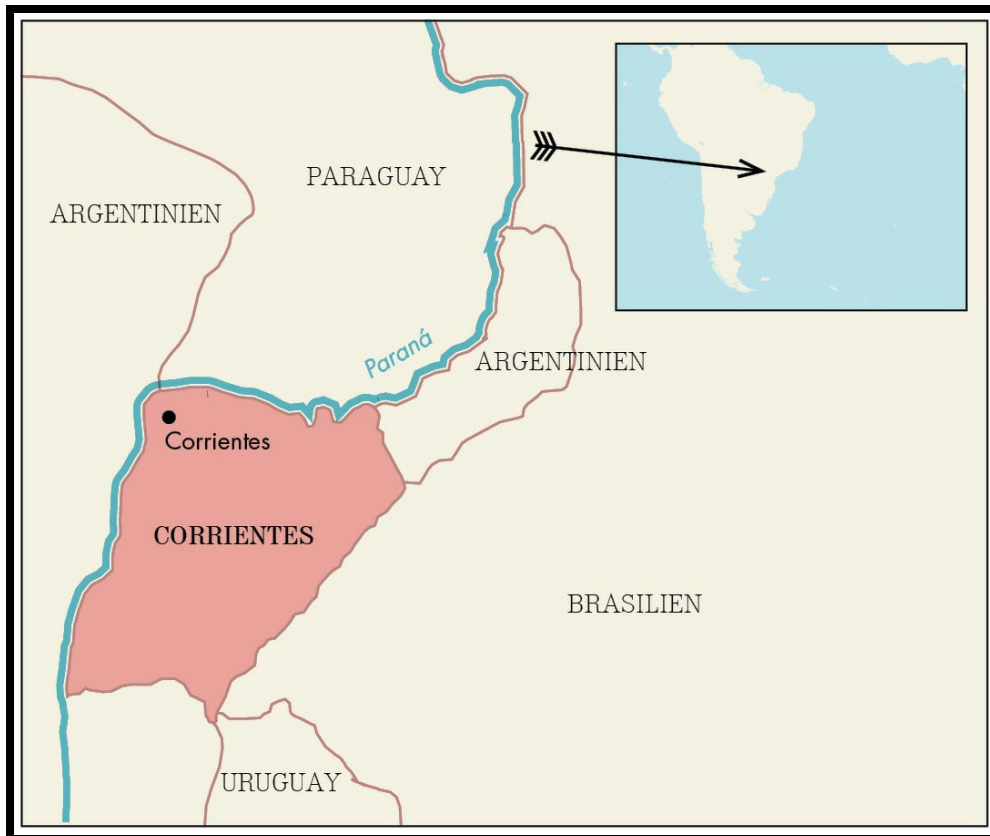 PARAGUAY
ARGENTINIEN
Paraná
ARGENTINIEN
Corrientes
CORRIENTES
BRASILIEN
URUGUAY